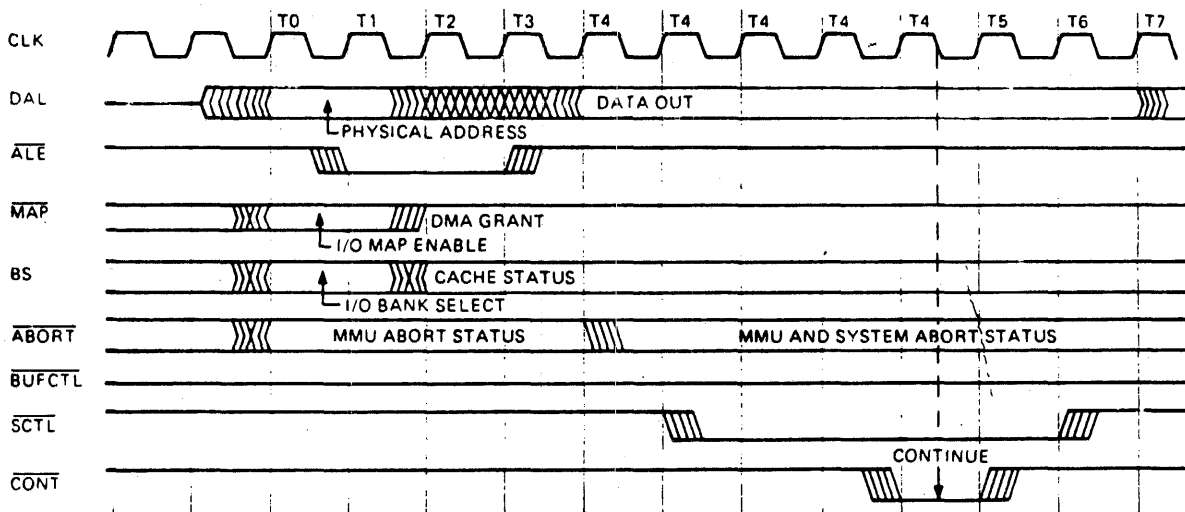 T0 T1 T2 T3 T4 T4 T4 T4 T4 T5 T6 T7
CLK
DAL
DATA OUT
PHYSICAL ADDRESS
ALE
MAP
DMA GRANT
I/O MAP ENABLE
BS
CACHE STATUS
I/O BANK SELECT
ABORT
MMU ABORT STATUS
MMU AND SYSTEM ABORT STATUS
BUFCTL
SCTL
CONTINUE
CONT